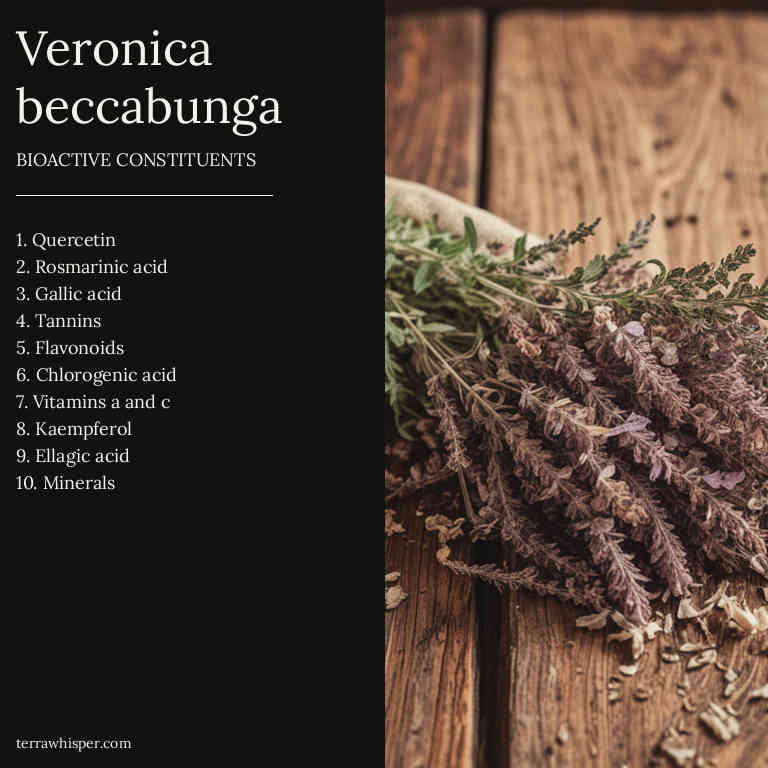 Veronica
beccabunga
BIOACTIVE CONSTITUENTS
1. Quercetin
2. Rosmarinic acid
3. Gallic acid
4. Tannins
5. Flavonoids
6. Chlorogenic acid
7. Vitamins a and c
8. Kaempferol
9. Ellagic acid
10. Minerals
terrawhisper.com